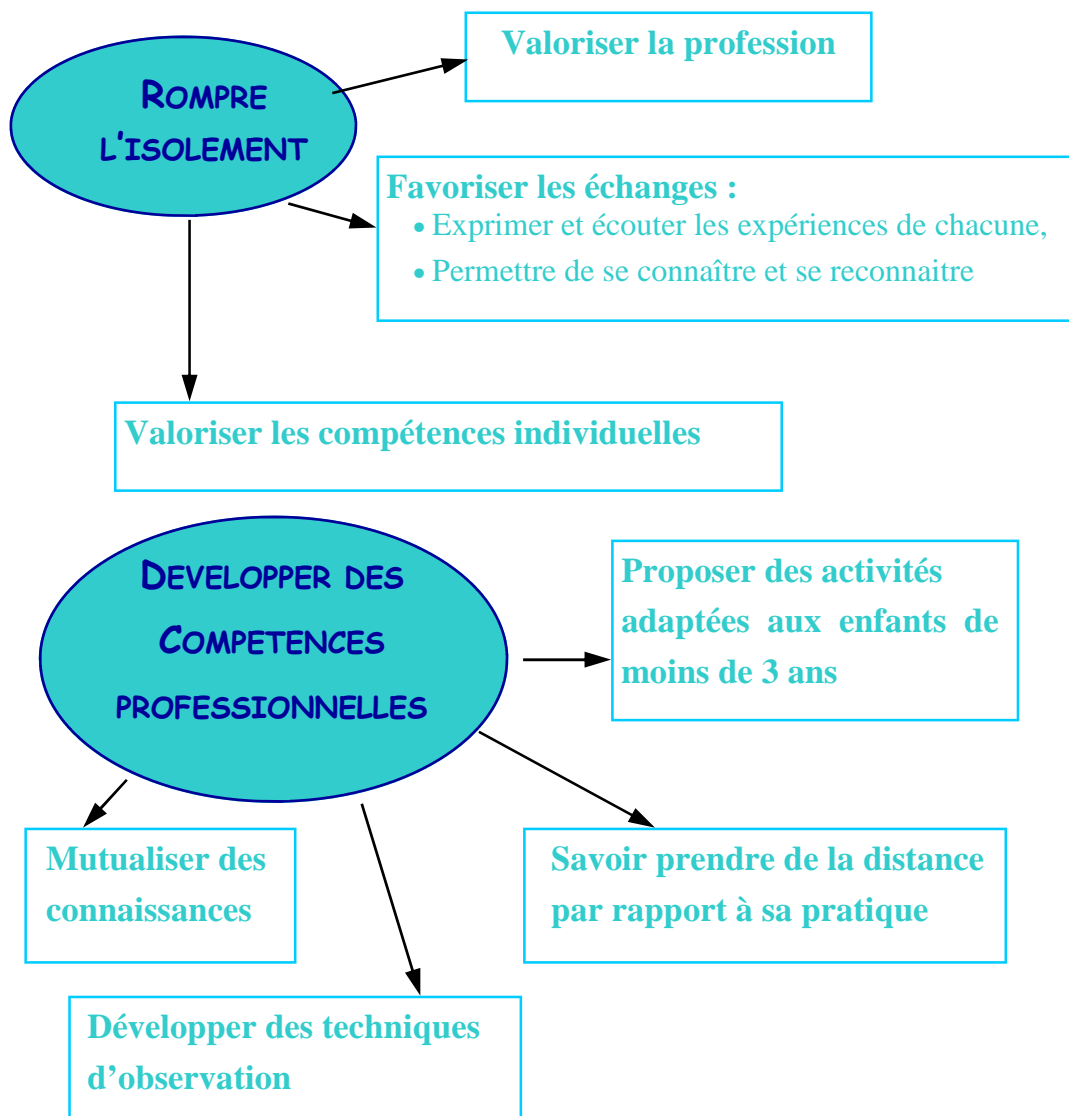 Valoriser la profession
ROMPRE
L'ISOLEMENT
Favoriser les échanges :
• Exprimer et écouter les expériences de chacune,
• Permettre de se connaître et se reconnaitre
Valoriser les compétences individuelles
DEVELOPPER DES
COMPETENCES
PROFESSIONNELLES
Proposer des activités
adaptées aux enfants de
moins de 3 ans
Mutualiser des
connaissances
Savoir prendre de la distance
par rapport à sa pratique
Développer des techniques
d’observation